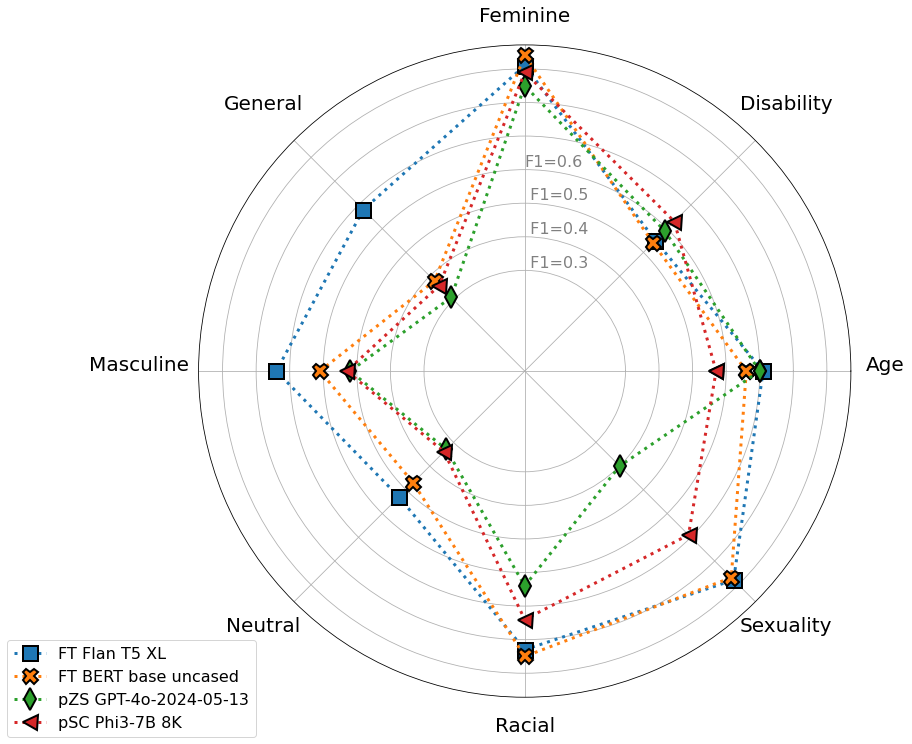 Feminine
General
Disability
F1=0.6
F1=0.5
F1=0.4
F1=0.3
Masculine
Age
Neutral
Sexuality
Racial
FT Flan T5 XL
FT BERT base uncased
pZS GPT-4o-2024-05-13
pSC Phi3-7B 8K